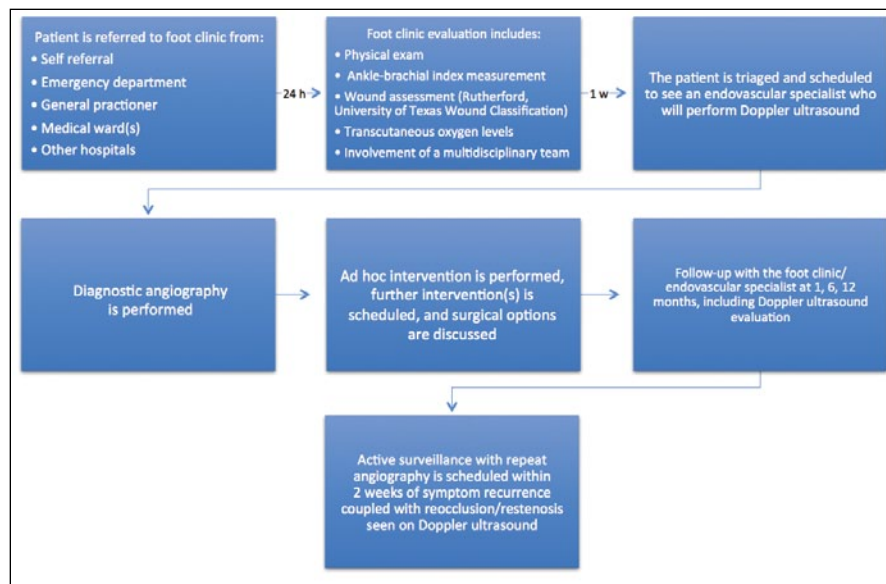 Patient is referred to foot clinic from:
• Self referral
• Emergency department
• General practioner
• Medical ward(s)
• Other hospitals
24 h
Foot clinic evaluation includes:
• Physical exam
• Ankle-brachial index measurement
• Wound assessment (Rutherford,
University of Texas Wound Classification)
• Transcutaneous oxygen levels
• Involvement of a multidisciplinary team
1 w
The patient is triaged and scheduled
to see an endovascular specialist who
will perform Doppler ultrasound
Diagnostic angiography
is performed
Ad hoc intervention is performed,
further intervention(s) is
scheduled, and surgical options
are discussed
Follow-up with the foot clinic/
endovascular specialist at 1, 6, 12
months, including Doppler ultrasound
evaluation
Active surveillance with repeat
angiography is scheduled within
2 weeks of symptom recurrence
coupled with reocclusion/restenosis
seen on Doppler ultrasound